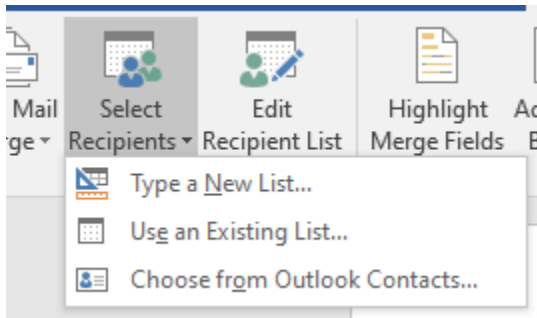 Mail Select Edit Highlight
Recipients Recipient List Merge Fields
Type a New List...
Use an Existing List...
Choose from Outlook Contacts...